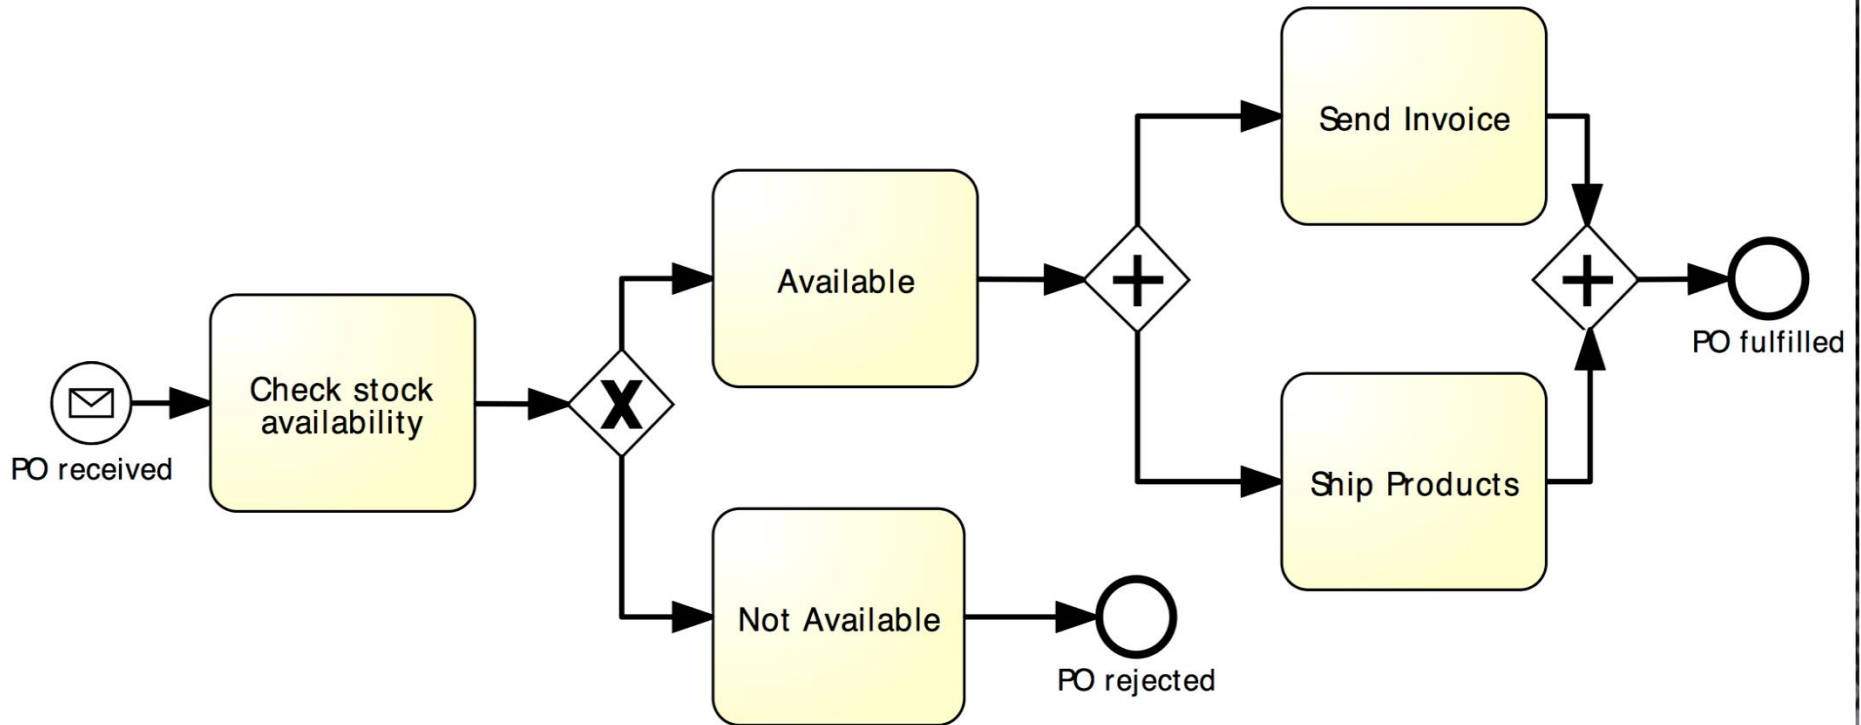 PO received
Check stock
availability
Available
Not Available
PO rejected
Send Invoice
Ship Products
PO fulfilled